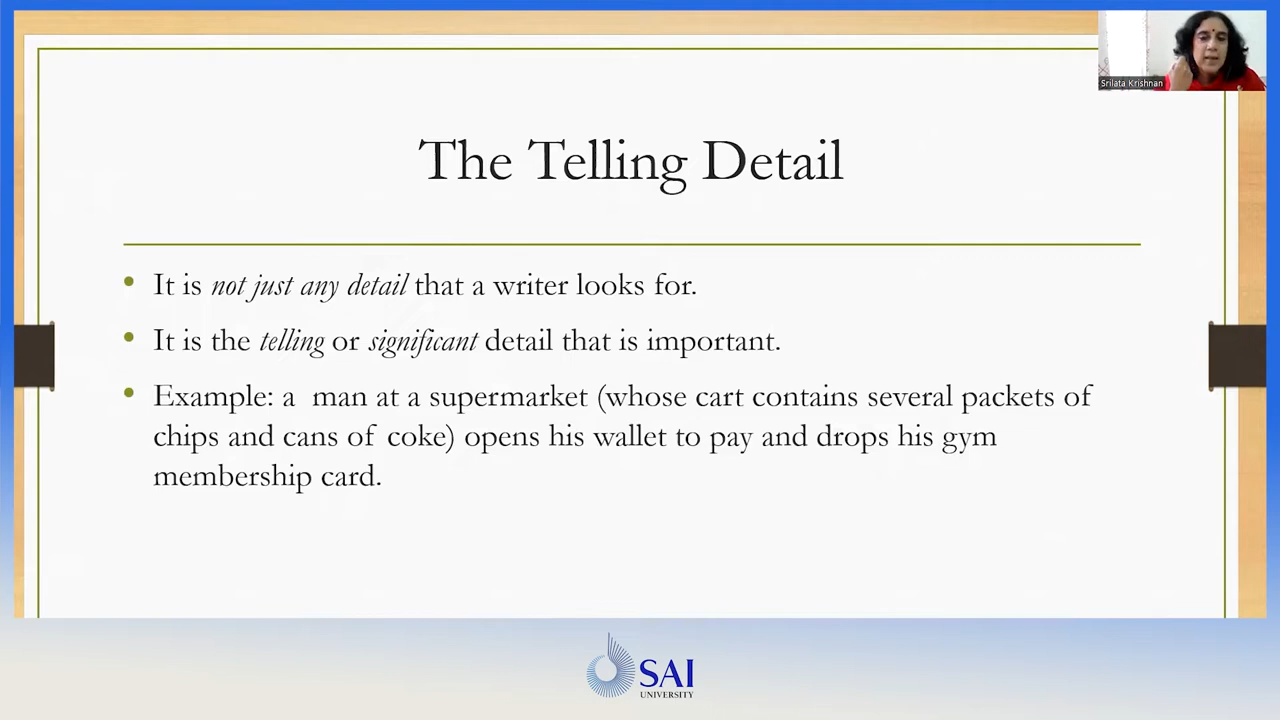 Srilata Krishnan
The Telling Detail
• It is not just any detail that a writer looks for.
• It is the telling or significant detail that is important.
• Example: a  man at a supermarket (whose cart contains several packets of
chips and cans of coke) opens his wallet to pay and drops his gym
membership card.
SAI
UNIVERSITY